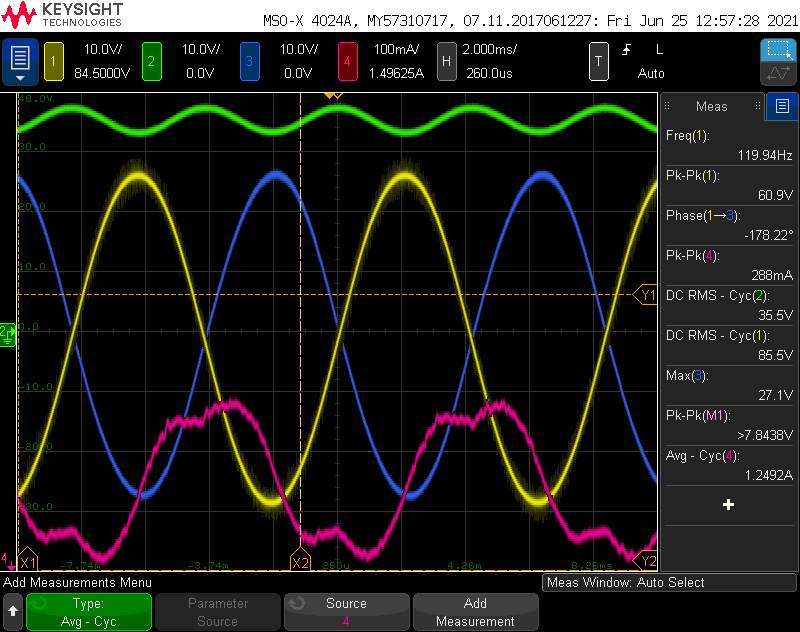 KEYSIGHT
TECHNOLOGIES
MSO-X 4024A, MY57310717, 07.11.2017061227: Fri Jun 25 12:57:28 2021
1 10.0V/ 2 10.0V/ 3 10.0V/ 4 100mA/ H 2.000ms/ T L
84.5000V 0.0V 0.0V 1.49625A 260.0us Auto
Meas
40.0V
30.0
20.0
10.0
0.0
-10.0
-20.0
-30.0
2
4
Y1
Y2
X1
X2
-7.74m -3.74m 260u 4.26m 8.26ms
Freq(1):
119.94Hz
Pk-Pk(1):
60.9V
Phase(1→3):
-178.22°
Pk-Pk(4):
288mA
DC RMS - Cyc(2):
35.5V
DC RMS - Cyc(1):
85.5V
Max(3):
27.1V
Pk-Pk(M1):
>7.8438V
Avg - Cyc(4):
1.2492A
Add Measurements Menu
Meas Window: Auto Select
Type:
Avg - Cyc
Parameter
Source
Source
4
Add
Measurement